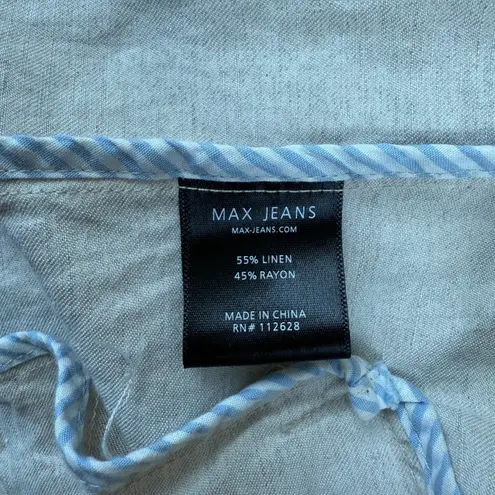 MAX JEANS
MAX-JEANS.COM
55% LINEN
45% RAYON
MADE IN CHINA
RN# 112628